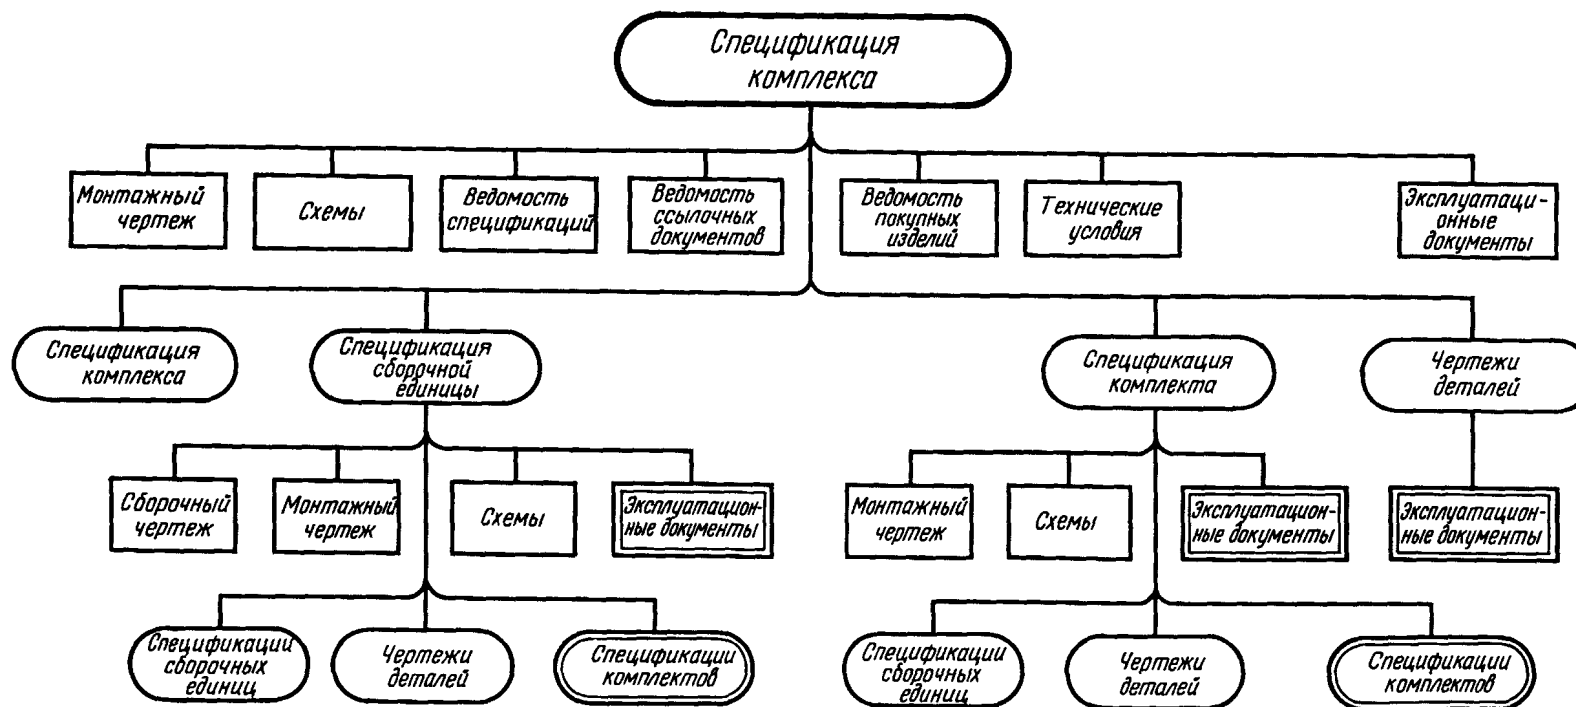 Спецификация
комплекса
Монтажный
чертеж
Схемы
Ведомость
спецификаций
Ведомость
ссылочных
документов
Ведомость
покупных
изделий
Технические
условия
Эксплуатаци-
онные
документы
Спецификация
комплекса
Спецификация
сборочной
единицы
Спецификация
комплекта
Чертежи
деталей
Сборочный
чертеж
Монтажный
чертеж
Схемы
Эксплуатацион-
ные документы
Монтажный
чертеж
Схемы
Эксплуатацион-
ные документы
Эксплуатацион-
ные документы
Спецификации
сборочных
единиц
Чертежи
деталей
Спецификации
комплектов
Спецификации
сборочных
единиц
Чертежи
деталей
Спецификации
комплектов